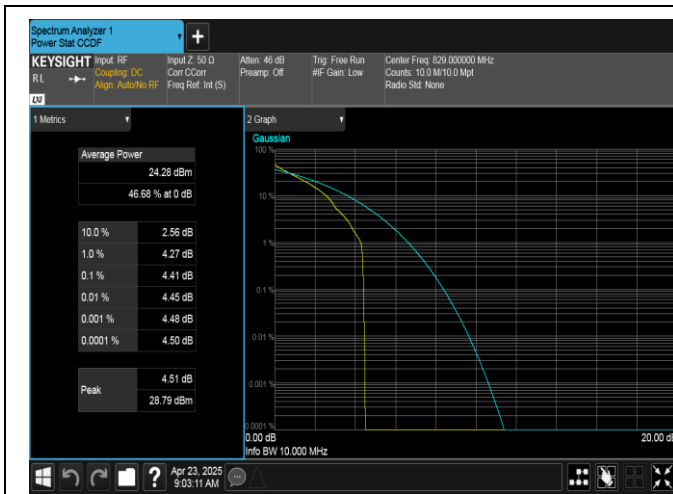 Spectrum Analyzer 1
Power Stat CCDF
+
KEYSIGHT Input: RF Input Z: 50 Ω Atten: 46 dB Trig: Free Run Center Freq: 829.000000 MHz
RL Coupling: DC Corr CCorr Preamp: Off #IF Gain: Low Counts: 10.0 M/10.0 Mpt
Align: Auto/No RF Freq Ref: Int (S) Radio Std: None
LXI
1 Metrics
2 Graph
Average Power
24.28 dBm
46.68 % at 0 dB
10.0 % 2.56 dB
1.0 % 4.27 dB
0.1 % 4.41 dB
0.01 % 4.45 dB
0.001 % 4.48 dB
0.0001 % 4.50 dB
Peak 4.51 dB
28.79 dBm
Gaussian
100 %
10 %
1 %
0.1 %
0.01 %
0.001 %
0.0001 %
0.00 dB 20.00 dB
Info BW 10.000 MHz
? Apr 23, 2025
9:03:11 AM